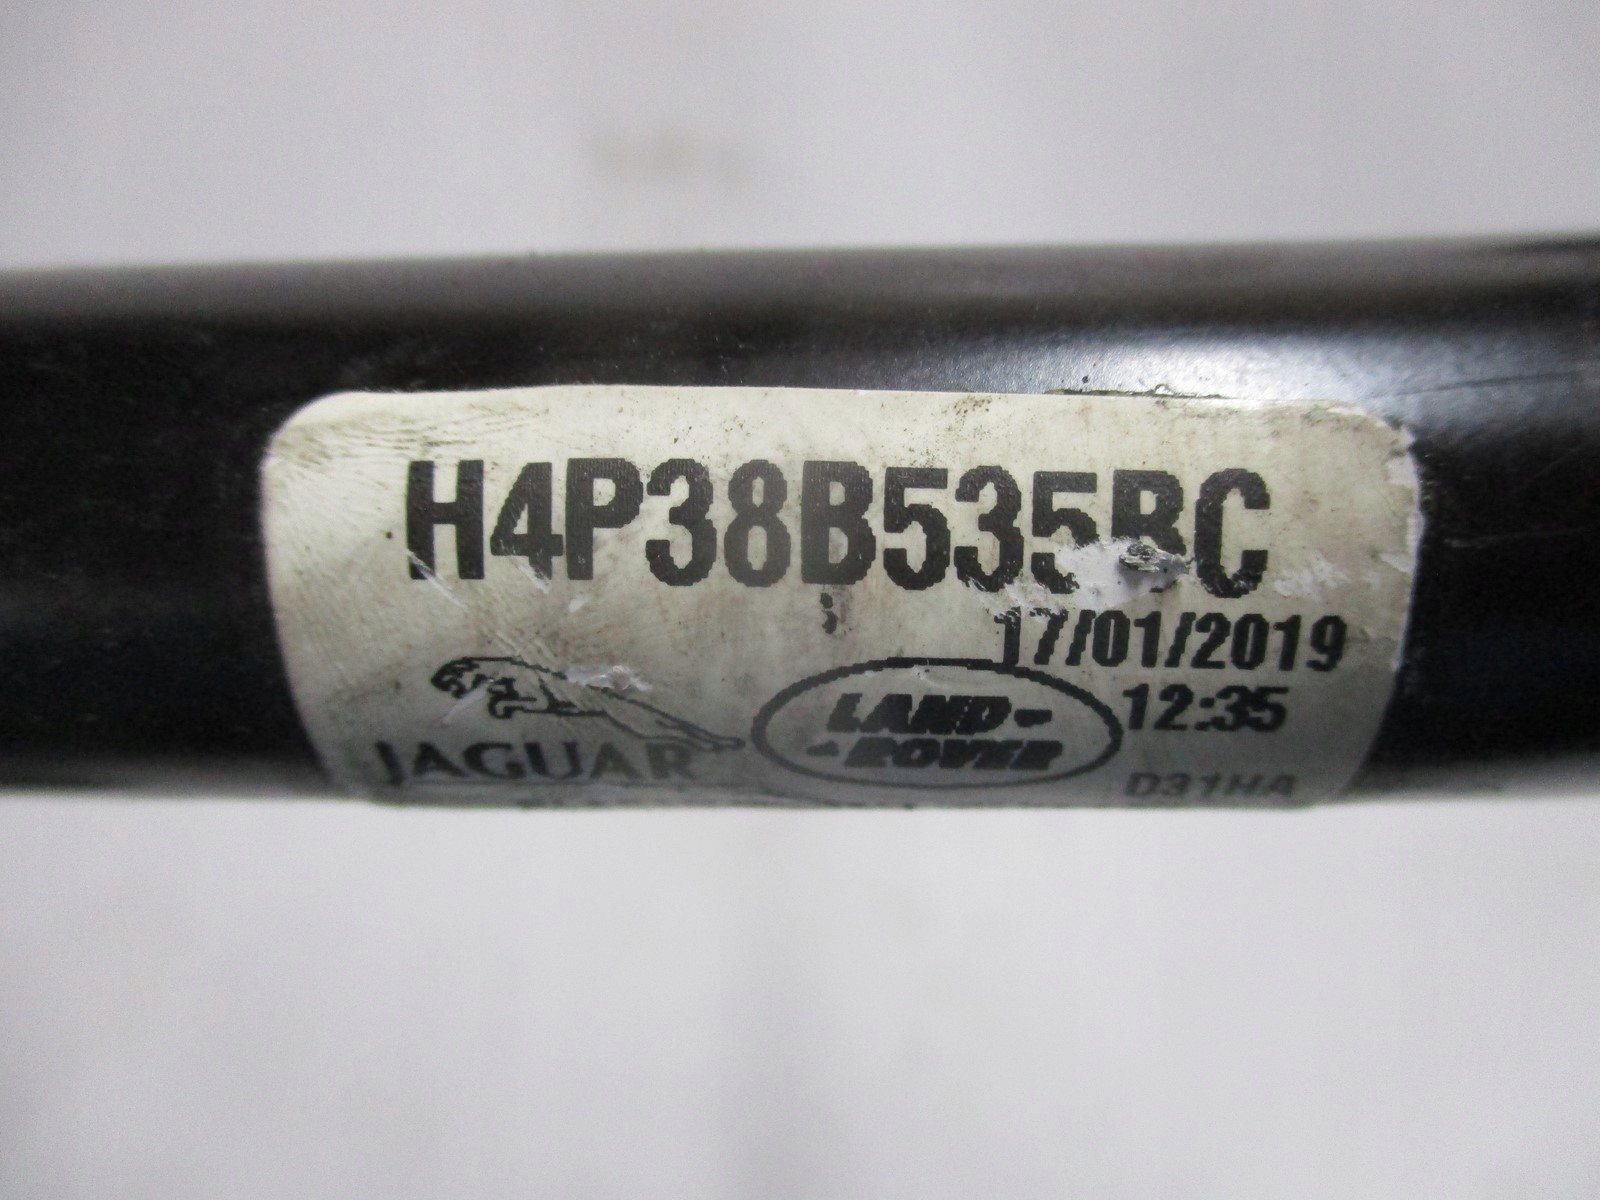 H4P38B535BC
17/01/2019
12:35
JAGUAR
LAND-
-ROVER
D31HA